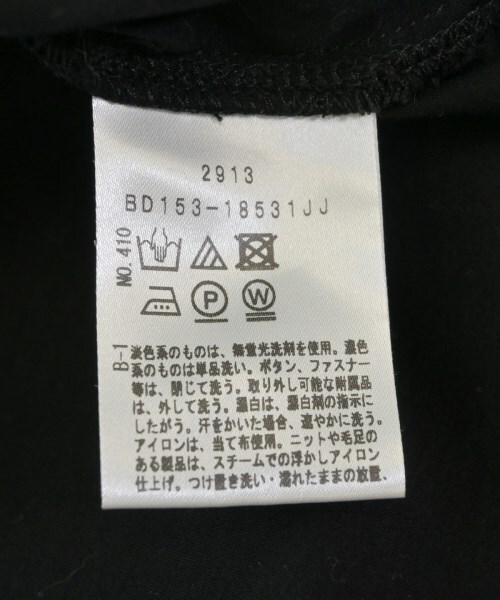 2913
BD153-18531JJ
NO.410
P
W
B-1
淡色系のものは、無蛍光洗剤を使用。濃色
系のものは単品洗い。ボタン、ファスナー
等は、閉じて洗う。取り外し可能な附属品
は、外して洗う。漂白は、漂白剤の指示に
したがう。汗をかいた場合、速やかに洗う。
アイロンは、当て布使用。ニットや毛足の
ある製品は、スチームでの浮かしアイロン
仕上げ。つけ置き洗い・濡れたままの放置、